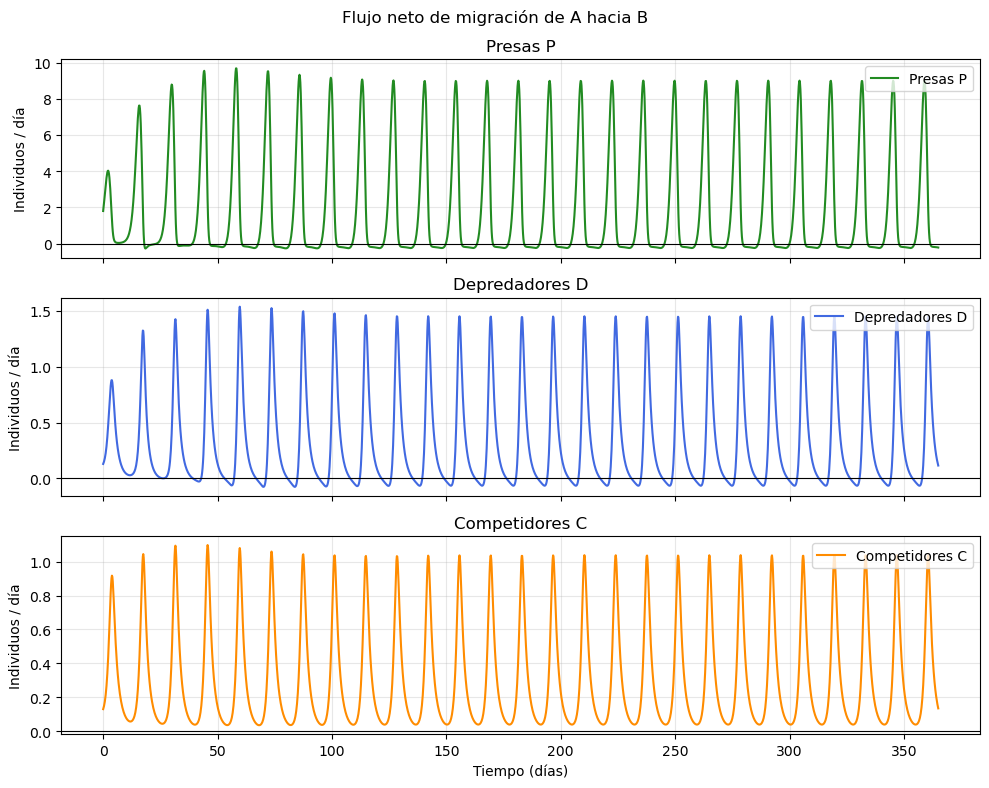 Flujo neto de migración de A hacia B
Presas P
10
8
6
4
2
0
Individuos / día
Presas P
Depredadores D
1.5
1.0
0.5
0.0
Individuos / día
Depredadores D
Competidores C
1.0
0.8
0.6
0.4
0.2
0.0
Individuos / día
Competidores C
0 50 100 150 200 250 300 350
Tiempo (días)